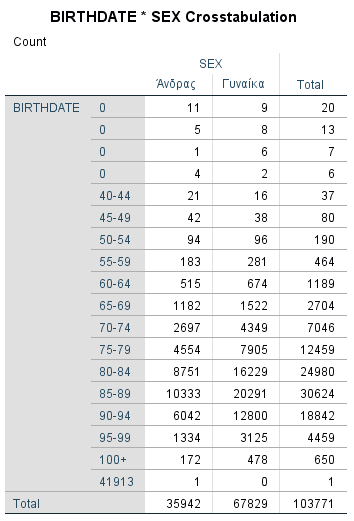 BIRTHDATE * SEX Crosstabulation
Count
SEX
Άνδρας Γυναίκα Total
BIRTHDATE 0 11 9 20
0 5 8 13
0 1 6 7
0 4 2 6
40-44 21 16 37
45-49 42 38 80
50-54 94 96 190
55-59 183 281 464
60-64 515 674 1189
65-69 1182 1522 2704
70-74 2697 4349 7046
75-79 4554 7905 12459
80-84 8751 16229 24980
85-89 10333 20291 30624
90-94 6042 12800 18842
95-99 1334 3125 4459
100+ 172 478 650
41913 1 0 1
Total 35942 67829 103771